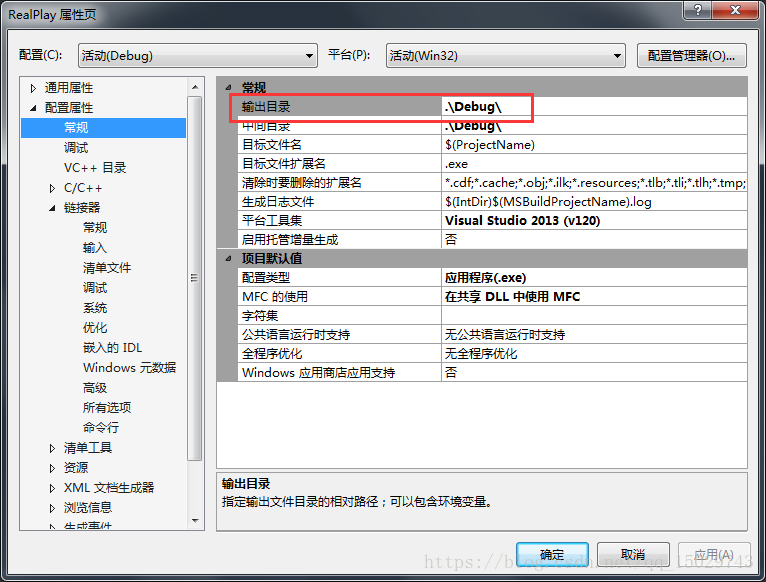 RealPlay 属性页
配置(C): 活动(Debug) 平台(P): 活动(Win32) 配置管理器(O)...
通用属性
配置属性
常规
调试
VC++ 目录
C/C++
链接器
常规
输入
清单文件
调试
系统
优化
嵌入的 IDL
Windows 元数据
高级
所有选项
命令行
清单工具
资源
XML 文档生成器
浏览信息
生成事件
常规
输出目录 .\Debug\
中间目录 .\Debug\
目标文件名 $(ProjectName)
目标文件扩展名 .exe
清除时要删除的扩展名 *.cdf;*.cache;*.obj;*.ilk;*.resources;*.tlb;*.tli;*.tlh;*.tmp;
生成日志文件 $(IntDir)$(MSBuildProjectName).log
平台工具集 Visual Studio 2013 (v120)
启用托管增量生成 否
项目默认值
配置类型 应用程序(.exe)
MFC 的使用 在共享 DLL 中使用 MFC
字符集
公共语言运行时支持 无公共语言运行时支持
全程序优化 无全程序优化
Windows 应用商店应用支持 否
输出目录
指定输出文件目录的相对路径；可以包含环境变量。
确定 取消 应用(A)
https://blog.csdn.net/qq_15029743